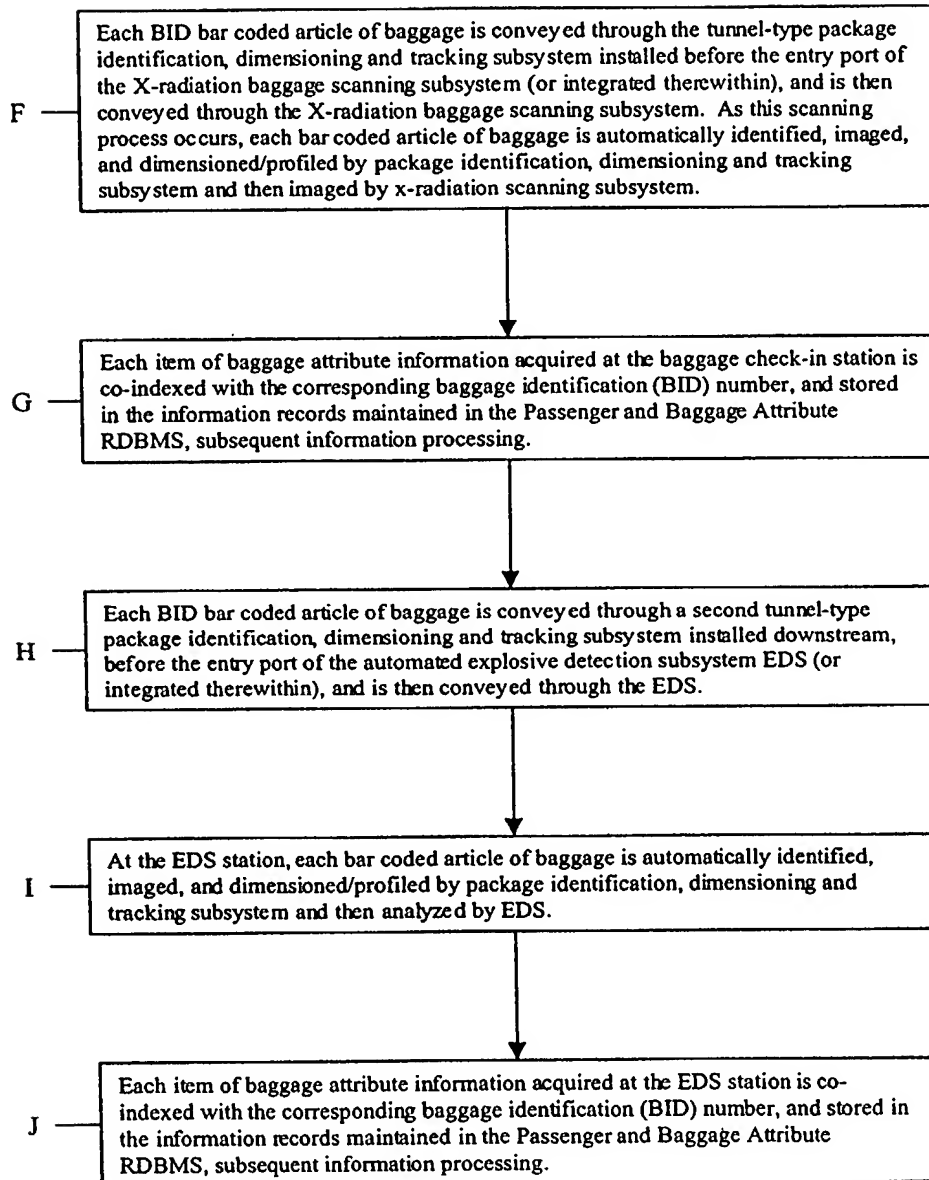 Each BID bar coded article of baggage is conveyed through the tunnel-type package
identification, dimensioning and tracking subsystem installed before the entry port of
the X-radiation baggage scanning subsystem (or integrated therewithin), and is then
F
conveyed through the X-radiation baggage scanning subsystem. As this scanning
process occurs, each bar coded article of baggage is automatically identified, imaged,
and dimensioned/profiled by package identification, dimensioning and tracking
subsystem and then imaged by x-radiation scanning subsystem.
Each item of baggage attribute information acquired at the baggage check-in station is
co-indexed with the corresponding baggage identification (BID) number, and stored
G
in the information records maintained in the Passenger and Baggage Attribute
RDBMS, subsequent information processing.
Each BID bar coded article of baggage is conveyed through a second tunnel-type
package identification, dimensioning and tracking subsystem installed downstream,
H
before the entry port of the automated explosive detection subsystem EDS (or
integrated therewithin), and is then conveyed through the EDS.
At the EDS station, each bar coded article of baggage is automatically identified,
I
imaged, and dimensioned/profiled by package identification, dimensioning and
tracking subsystem and then analyzed by EDS.
Each item of baggage attribute information acquired at the EDS station is co-
indexed with the corresponding baggage identification (BID) number, and stored in
J
the information records maintained in the Passenger and Baggage Attribute
RDBMS, subsequent information processing.